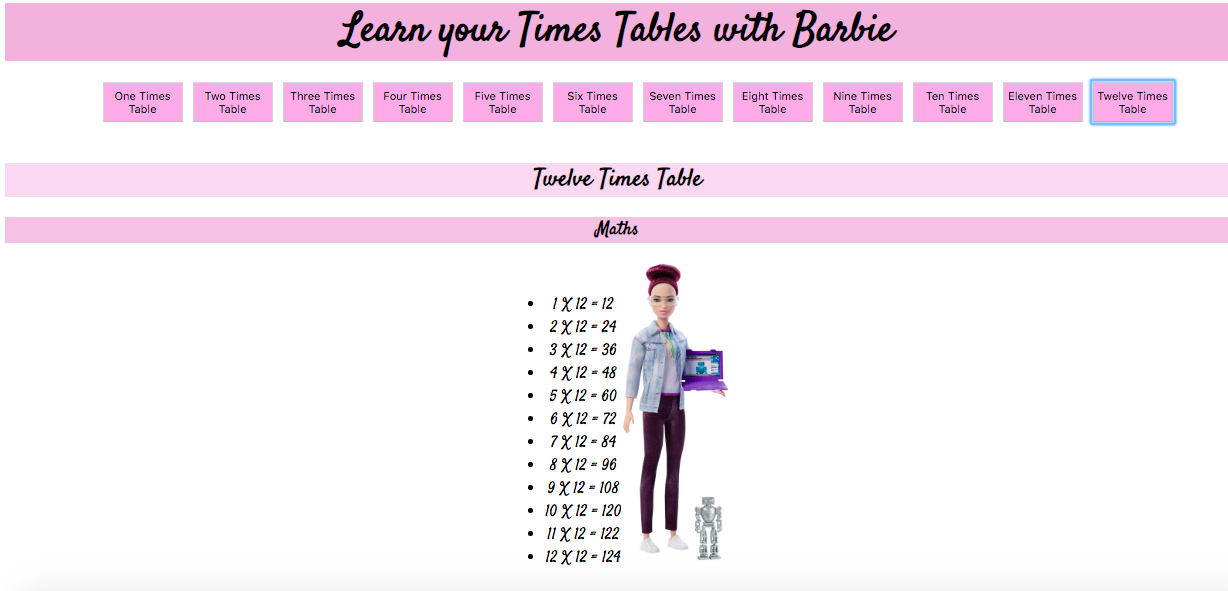 Learn your Times Tables with Barbie
One Times
Table
Two Times
Table
Three Times
Table
Four Times
Table
Five Times
Table
Six Times
Table
Seven Times
Table
Eight Times
Table
Nine Times
Table
Ten Times
Table
Eleven Times
Table
Twelve Times
Table
Twelve Times Table
Maths
• 1 X 12 = 12
• 2 X 12 = 24
• 3 X 12 = 36
• 4 X 12 = 48
• 5 X 12 = 60
• 6 X 12 = 72
• 7 X 12 = 84
• 8 X 12 = 96
• 9 X 12 = 108
• 10 X 12 = 120
• 11 X 12 = 122
• 12 X 12 = 124